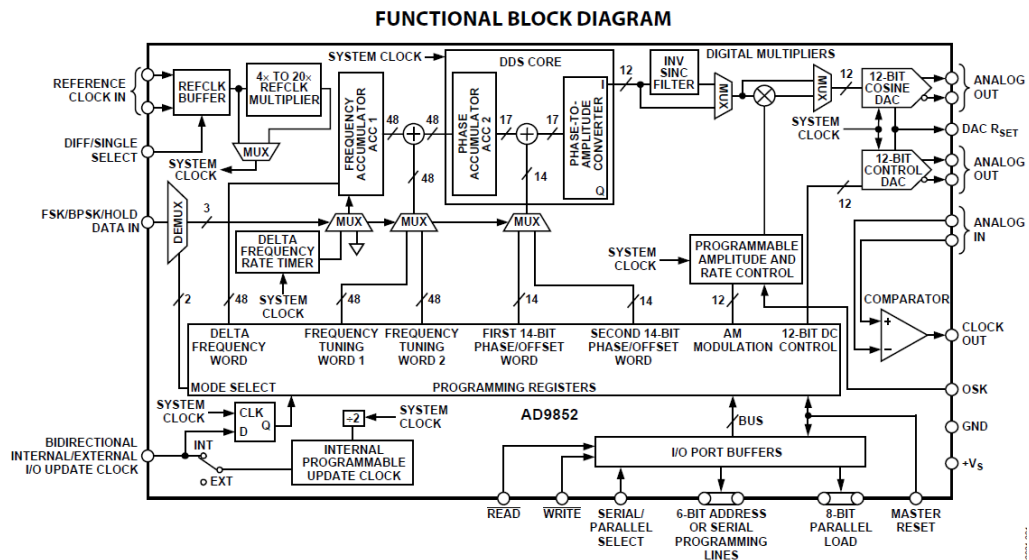 FUNCTIONAL BLOCK DIAGRAM
SYSTEM CLOCK
DDS CORE
DIGITAL MULTIPLIERS
REFERENCE
CLOCK IN
REFCLK
BUFFER
4× TO 20×
REFCLK
MULTIPLIER
FREQUENCY
ACCUMULATOR
ACC 1
48
48
PHASE
ACCUMULATOR
ACC 2
17
17
PHASE-TO-
AMPLITUDE
CONVERTER
I
Q
12
INV
SINC
FILTER
MUX
MUX
12
12-BIT
COSINE
DAC
ANALOG
OUT
DIFF/SINGLE
SELECT
MUX
SYSTEM
CLOCK
SYSTEM
CLOCK
DAC RSET
48
14
12-BIT
CONTROL
DAC
ANALOG
OUT
12
FSK/BPSK/HOLD
DATA IN
DEMUX
3
MUX
MUX
MUX
ANALOG
IN
DELTA
FREQUENCY
RATE TIMER
SYSTEM
CLOCK
SYSTEM
CLOCK
PROGRAMMABLE
AMPLITUDE AND
RATE CONTROL
2
48
48
48
14
14
12
COMPARATOR
+
−
CLOCK
OUT
DELTA
FREQUENCY
WORD
FREQUENCY
TUNING
WORD 1
FREQUENCY
TUNING
WORD 2
FIRST 14-BIT
PHASE/OFFSET
WORD
SECOND 14-BIT
PHASE/OFFSET
WORD
AM
MODULATION
12-BIT DC
CONTROL
MODE SELECT
PROGRAMMING REGISTERS
OSK
SYSTEM
CLOCK
CLK
Q
D
÷2
SYSTEM
CLOCK
AD9852
BUS
GND
BIDIRECTIONAL
INTERNAL/EXTERNAL
I/O UPDATE CLOCK
INT
EXT
INTERNAL
PROGRAMMABLE
UPDATE CLOCK
I/O PORT BUFFERS
+VS
READ
WRITE
SERIAL/
PARALLEL
SELECT
6-BIT ADDRESS
OR SERIAL
PROGRAMMING
LINES
8-BIT
PARALLEL
LOAD
MASTER
RESET